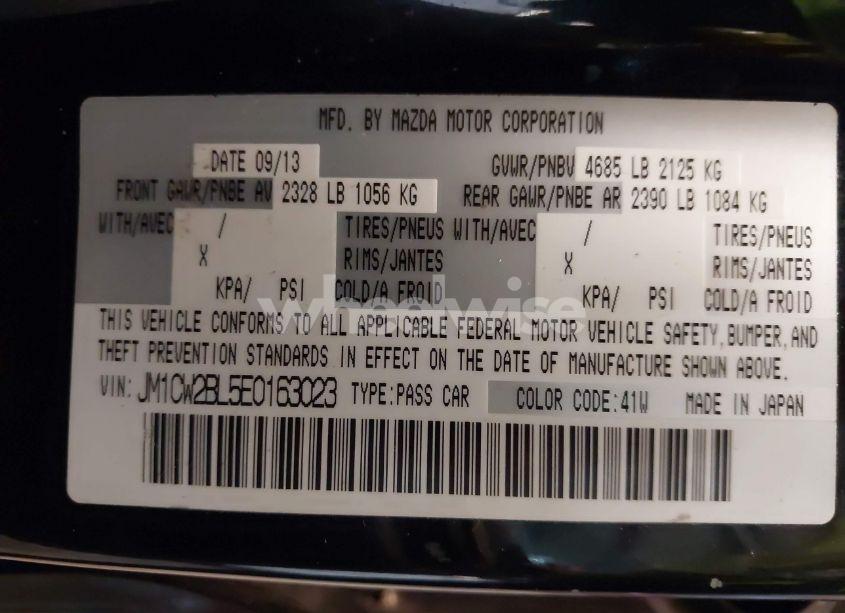 MFD. BY MAZDA MOTOR CORPORATION
DATE 09/13 GVWR/PNBV 4685 LB 2125 KG
FRONT GAWR/PNBE AV 2328 LB 1056 KG REAR GAWR/PNBE AR 2390 LB 1084 KG
WITH/AVEC / TIRES/PNEUS WITH/AVEC / TIRES/PNEUS
X RIMS/JANTES X RIMS/JANTES
KPA/ PSI COLD/A FROID KPA/ PSI COLD/A FROID
wheelwise
THIS VEHICLE CONFORMS TO ALL APPLICABLE FEDERAL MOTOR VEHICLE SAFETY, BUMPER, AND
THEFT PREVENTION STANDARDS IN EFFECT ON THE DATE OF MANUFACTURE SHOWN ABOVE.
VIN: JM1CW2BL5E0163023 TYPE:PASS CAR COLOR CODE:41W MADE IN JAPAN